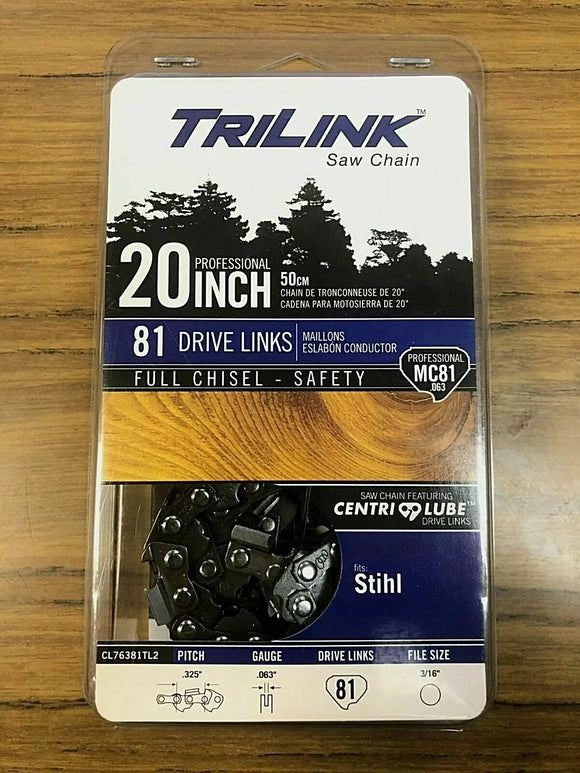 TRILINK™
Saw Chain
20 PROFESSIONAL INCH
50CM
CHAIN DE TRONCONNEUSE DE 20"
CADENA PARA MOTOSIERRA DE 20"
81 DRIVE LINKS
MAILLONS
ESLABÓN CONDUCTOR
FULL CHISEL - SAFETY
PROFESSIONAL
MC81
.063
SAW CHAIN FEATURING
CENTRI LUBE™
DRIVE LINKS
fits:
Stihl
CL76381TL2 PITCH GAUGE DRIVE LINKS FILE SIZE
.325" .063" 81 3/16"